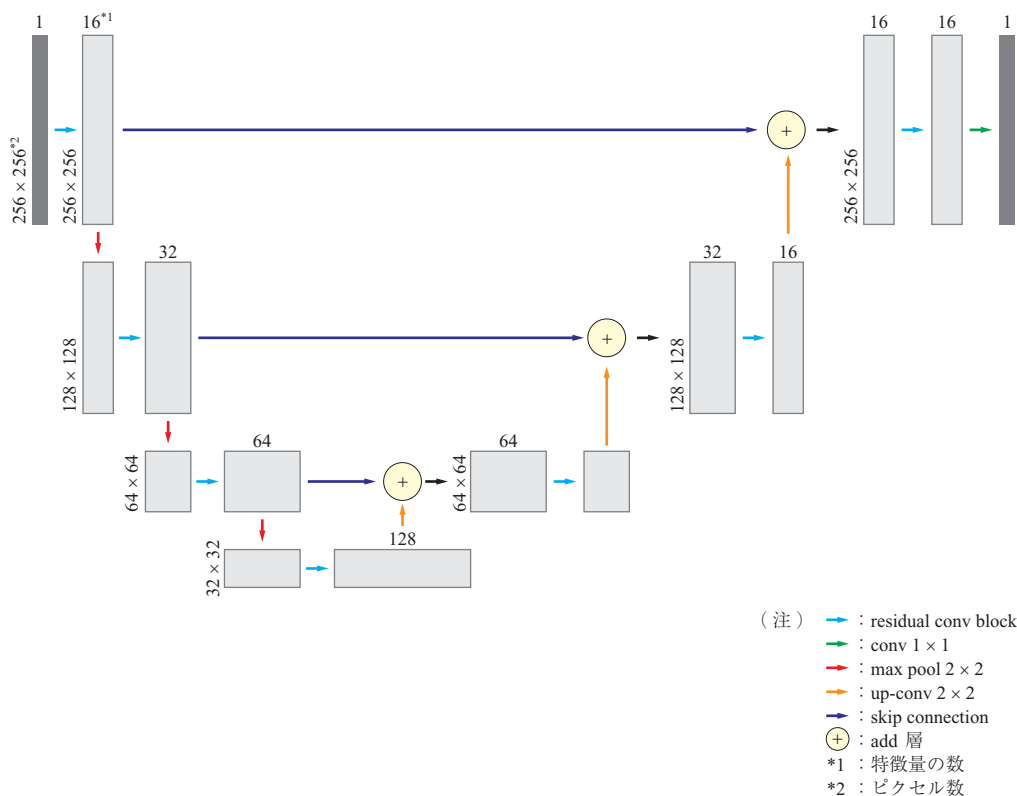 1
16*1
16
16
1
256 × 256*2
256 × 256
256 × 256
+
32
32
16
128 × 128
128 × 128
+
64
64
64 × 64
64 × 64
+
128
32 × 32
(注)
: residual conv block
: conv 1 × 1
: max pool 2 × 2
: up-conv 2 × 2
: skip connection
+ : add 層
*1 : 特徴量の数
*2 : ピクセル数